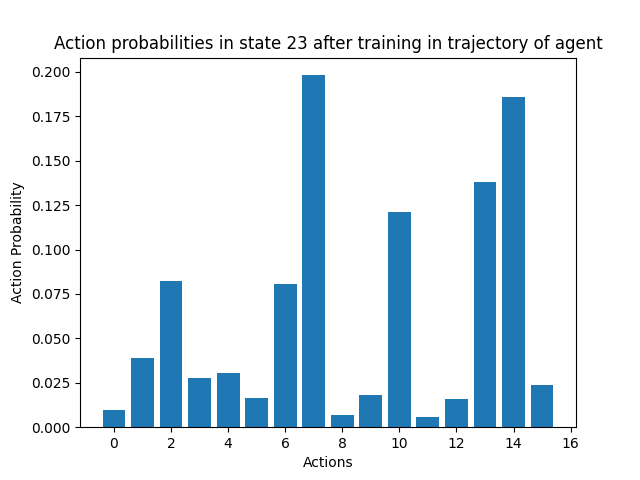 Action probabilities in state 23 after training in trajectory of agent
0.200
0.175
0.150
0.125
0.100
0.075
0.050
0.025
0.000
Action Probability
0 2 4 6 8 10 12 14 16
Actions